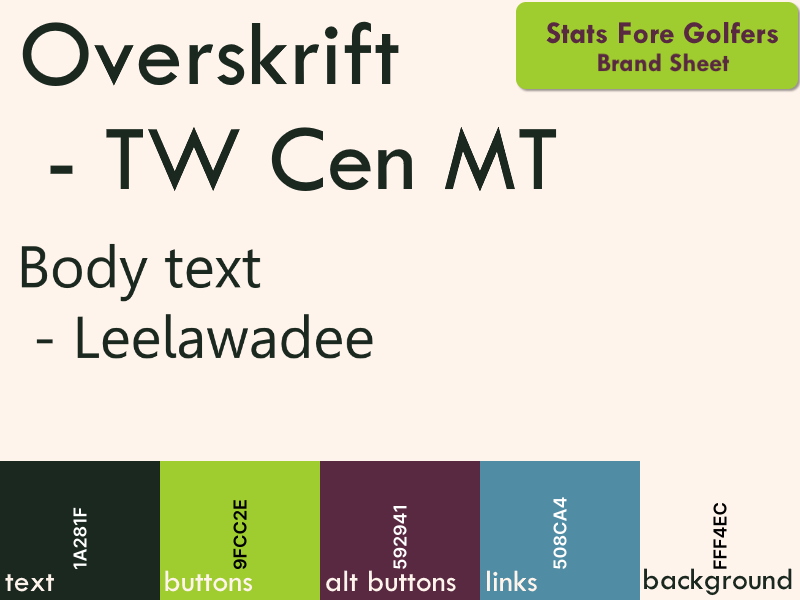 Overskrift
Stats Fore Golfers
Brand Sheet
- TW Cen MT
Body text
- Leelawadee
1A281F
9FCC2E
592941
508CA4
FFF4EC
text
buttons
alt buttons
links
background